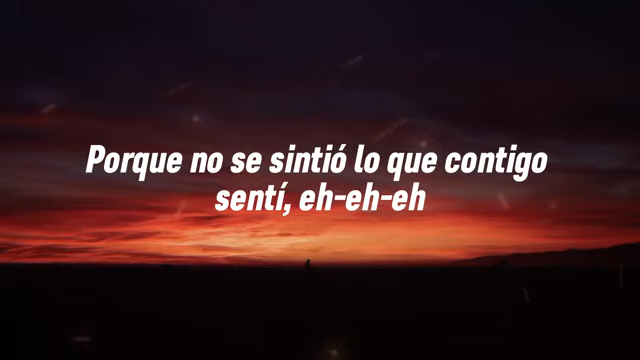 Porque no se sintió lo que contigo
sentí, eh-eh-eh